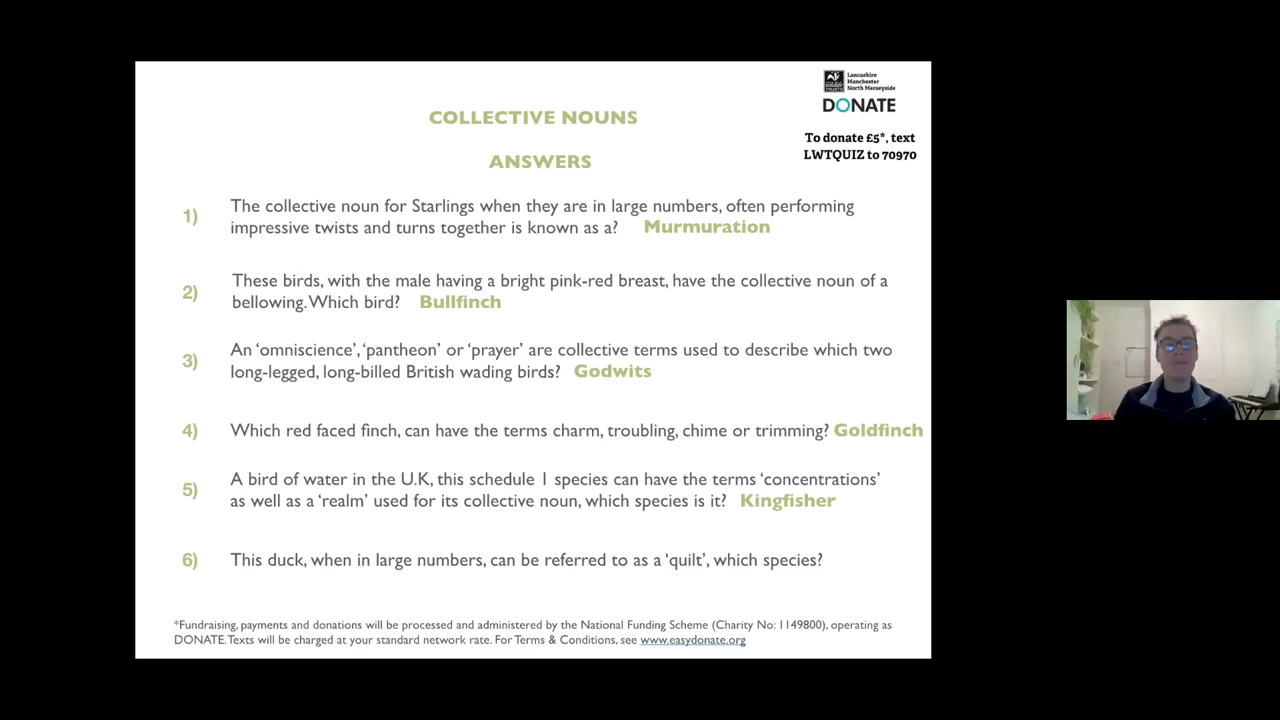 Lancashire
Manchester
North Merseyside
DONATE
To donate £5*, text
LWTQUIZ to 70970
COLLECTIVE NOUNS
ANSWERS
1) The collective noun for Starlings when they are in large numbers, often performing
impressive twists and turns together is known as a? Murmuration
2) These birds, with the male having a bright pink-red breast, have the collective noun of a
bellowing. Which bird? Bullfinch
3) An ‘omniscience’, ‘pantheon’ or ‘prayer’ are collective terms used to describe which two
long-legged, long-billed British wading birds? Godwits
4) Which red faced finch, can have the terms charm, troubling, chime or trimming? Goldfinch
5) A bird of water in the U.K, this schedule 1 species can have the terms ‘concentrations’
as well as a ‘realm’ used for its collective noun, which species is it? Kingfisher
6) This duck, when in large numbers, can be referred to as a ‘quilt’, which species?
*Fundraising, payments and donations will be processed and administered by the National Funding Scheme (Charity No: 1149800), operating as
DONATE. Texts will be charged at your standard network rate. For Terms & Conditions, see www.easydonate.org